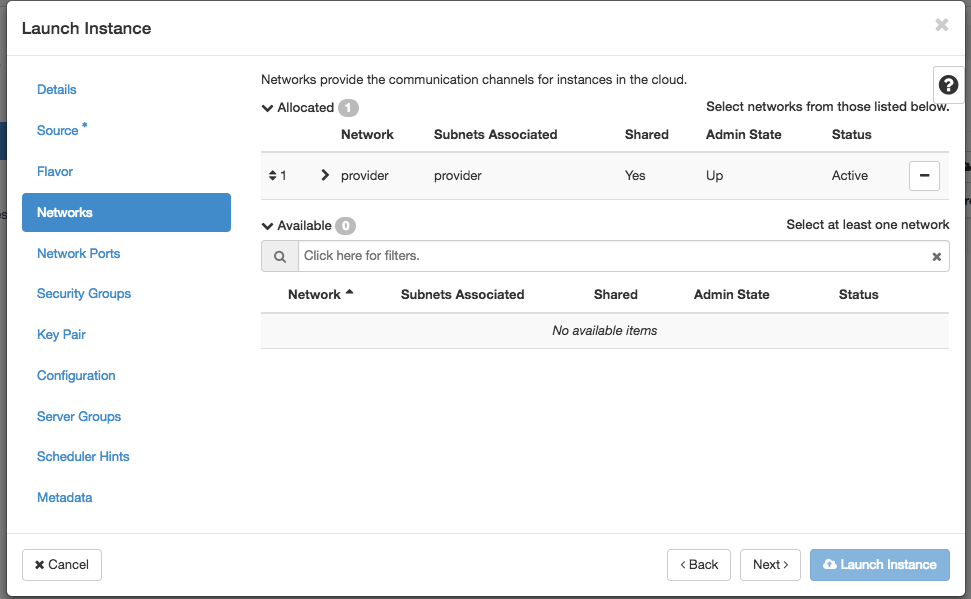 Launch Instance ×
Details
Source *
Flavor
Networks
Network Ports
Security Groups
Key Pair
Configuration
Server Groups
Scheduler Hints
Metadata
Networks provide the communication channels for instances in the cloud.
?
Allocated 1 Select networks from those listed below.
Network Subnets Associated Shared Admin State Status
1 provider provider Yes Up Active
Available 0 Select at least one network
Click here for filters.
Network Subnets Associated Shared Admin State Status
No available items
Cancel < Back Next > Launch Instance